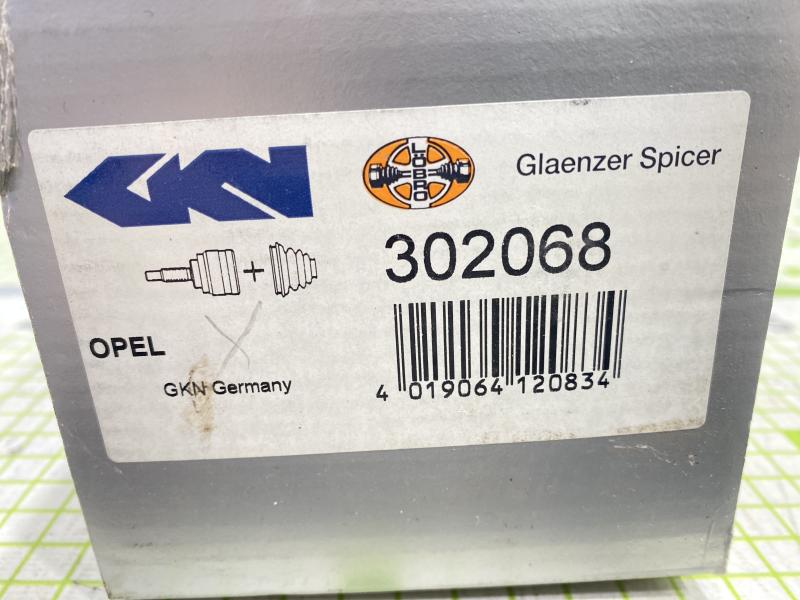 GKN
LÖBRO
Glaenzer Spicer
302068
OPEL
GKN Germany
4 019064 120834